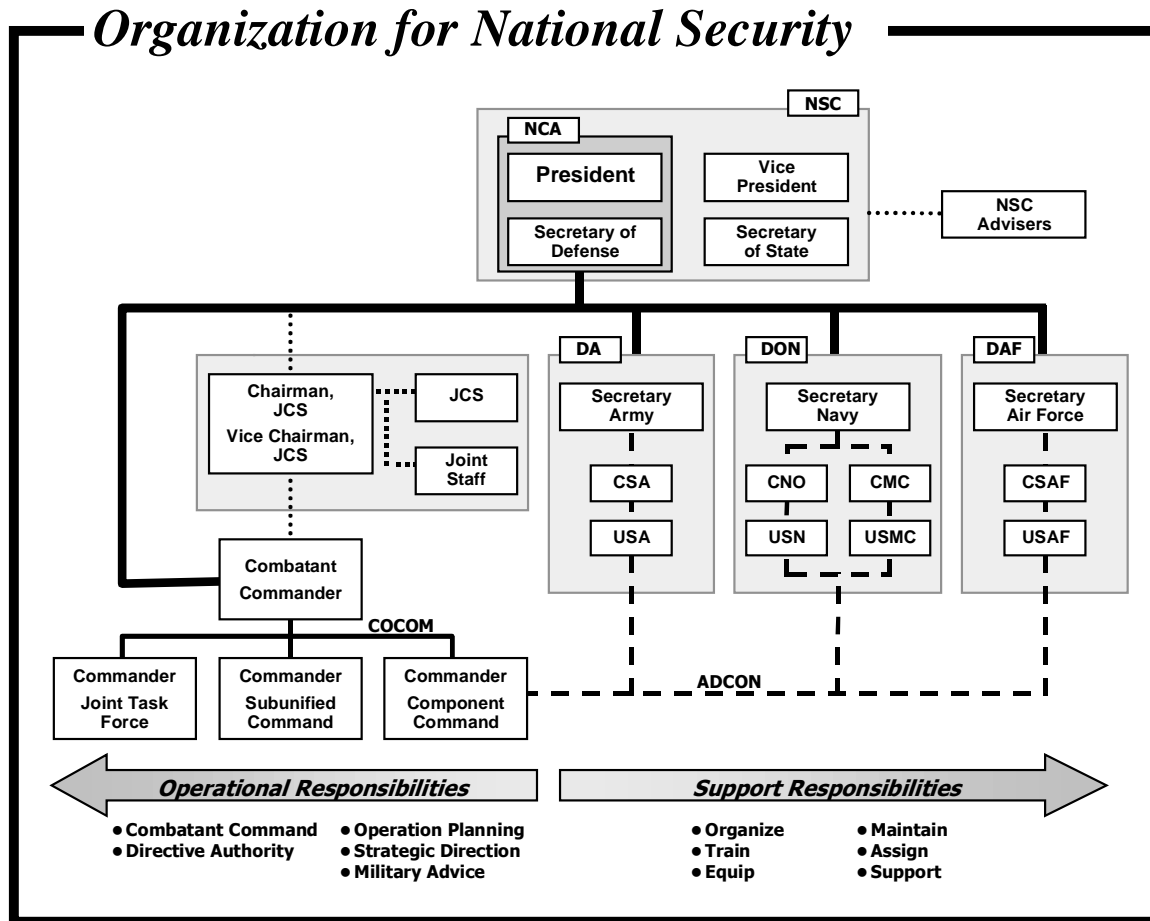 Organization for National Security
NSC
NCA
President
Vice
President
Secretary of
Defense
Secretary
of State
NSC
Advisers
DA
DON
DAF
Chairman,
JCS
Vice Chairman,
JCS
JCS
Joint
Staff
Secretary
Army
Secretary
Navy
Secretary
Air Force
CSA
CNO
CMC
CSAF
USA
USN
USMC
USAF
Combatant
Commander
COCOM
Commander
Joint Task
Force
Commander
Subunified
Command
Commander
Component
Command
ADCON
Operational Responsibilities
Support Responsibilities
● Combatant Command
● Directive Authority
● Operation Planning
● Strategic Direction
● Military Advice
● Organize
● Train
● Equip
● Maintain
● Assign
● Support